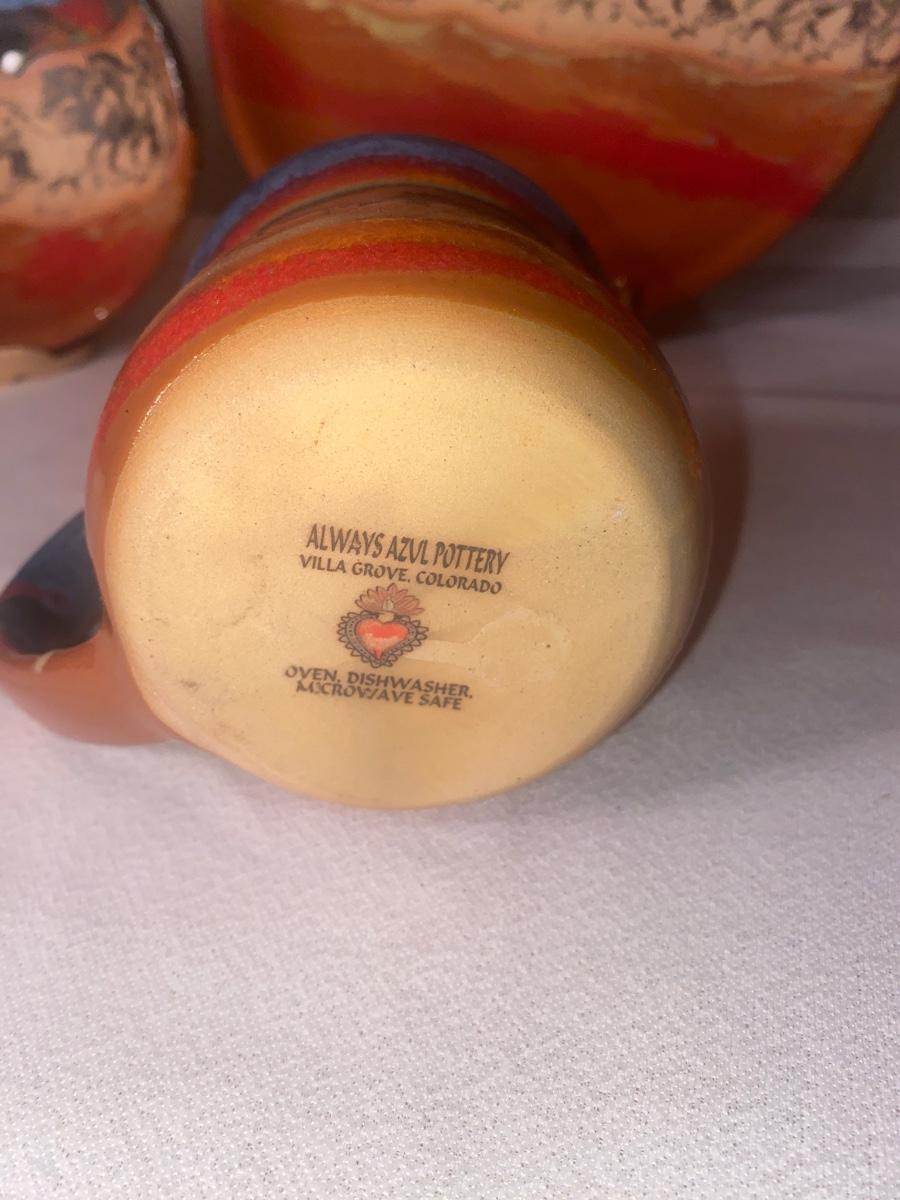 ALWAYS AZUL POTTERY
VILLA GROVE, COLORADO
OVEN, DISHWASHER,
MICROWAVE SAFE